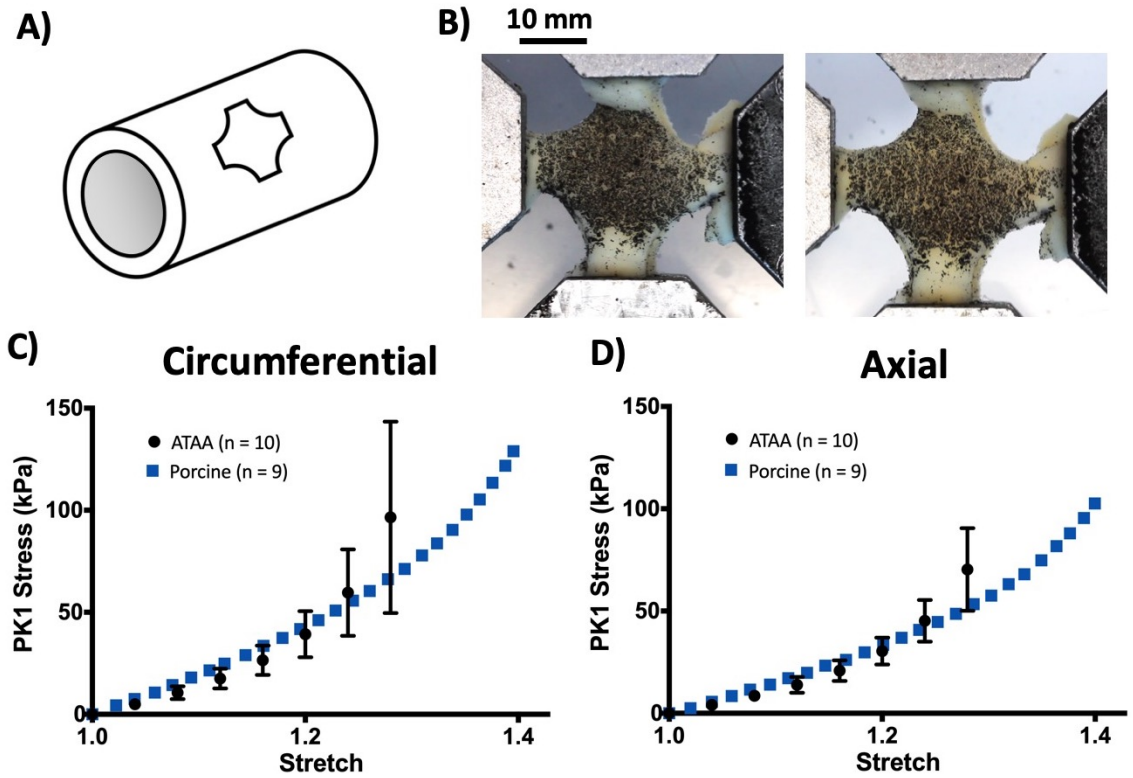 A)
B)
10 mm
C)
Circumferential
150
100
50
0
PK1 Stress (kPa)
ATAA (n = 10)
Porcine (n = 9)
1.0
1.2
1.4
Stretch
D)
Axial
150
100
50
0
PK1 Stress (kPa)
ATAA (n = 10)
Porcine (n = 9)
1.0
1.2
1.4
Stretch